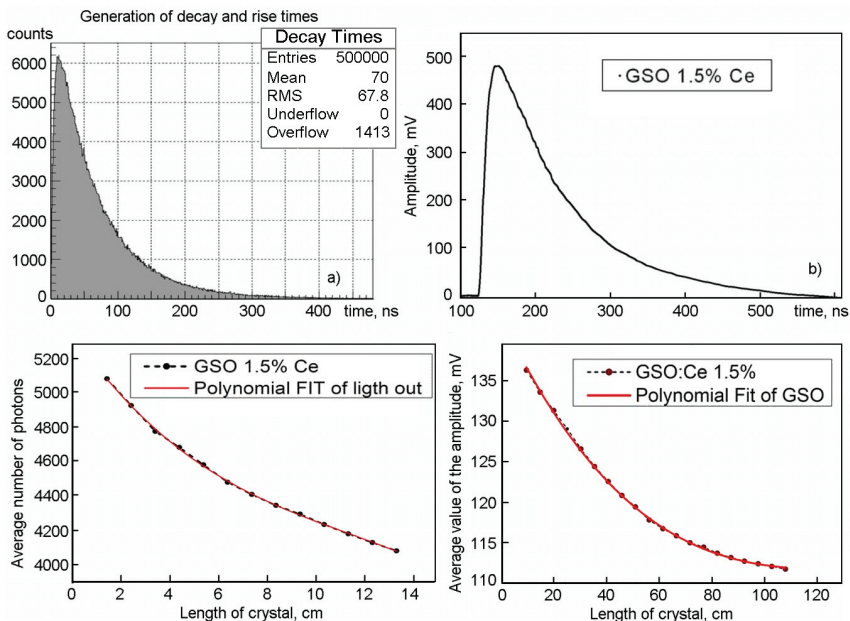 Generation of decay and rise times
counts
6000
5000
4000
3000
2000
1000
0
0 100 200 300 400 time, ns
Decay Times
Entries 500000
Mean 70
RMS 67.8
Underflow 0
Overflow 1413
a)
Amplitude, mV
500
400
300
200
100
0
100 200 300 400 500 time, ns
GSO 1.5% Ce
b)
Average number of photons
5200
5000
4800
4600
4400
4200
4000
0 2 4 6 8 10 12 14
Length of crystal, cm
GSO 1.5% Ce
Polynomial FIT of ligth out
Average value of the amplitude, mV
135
130
125
120
115
110
0 20 40 60 80 100 120
Length of crystal, cm
GSO:Ce 1.5%
Polynomial Fit of GSO